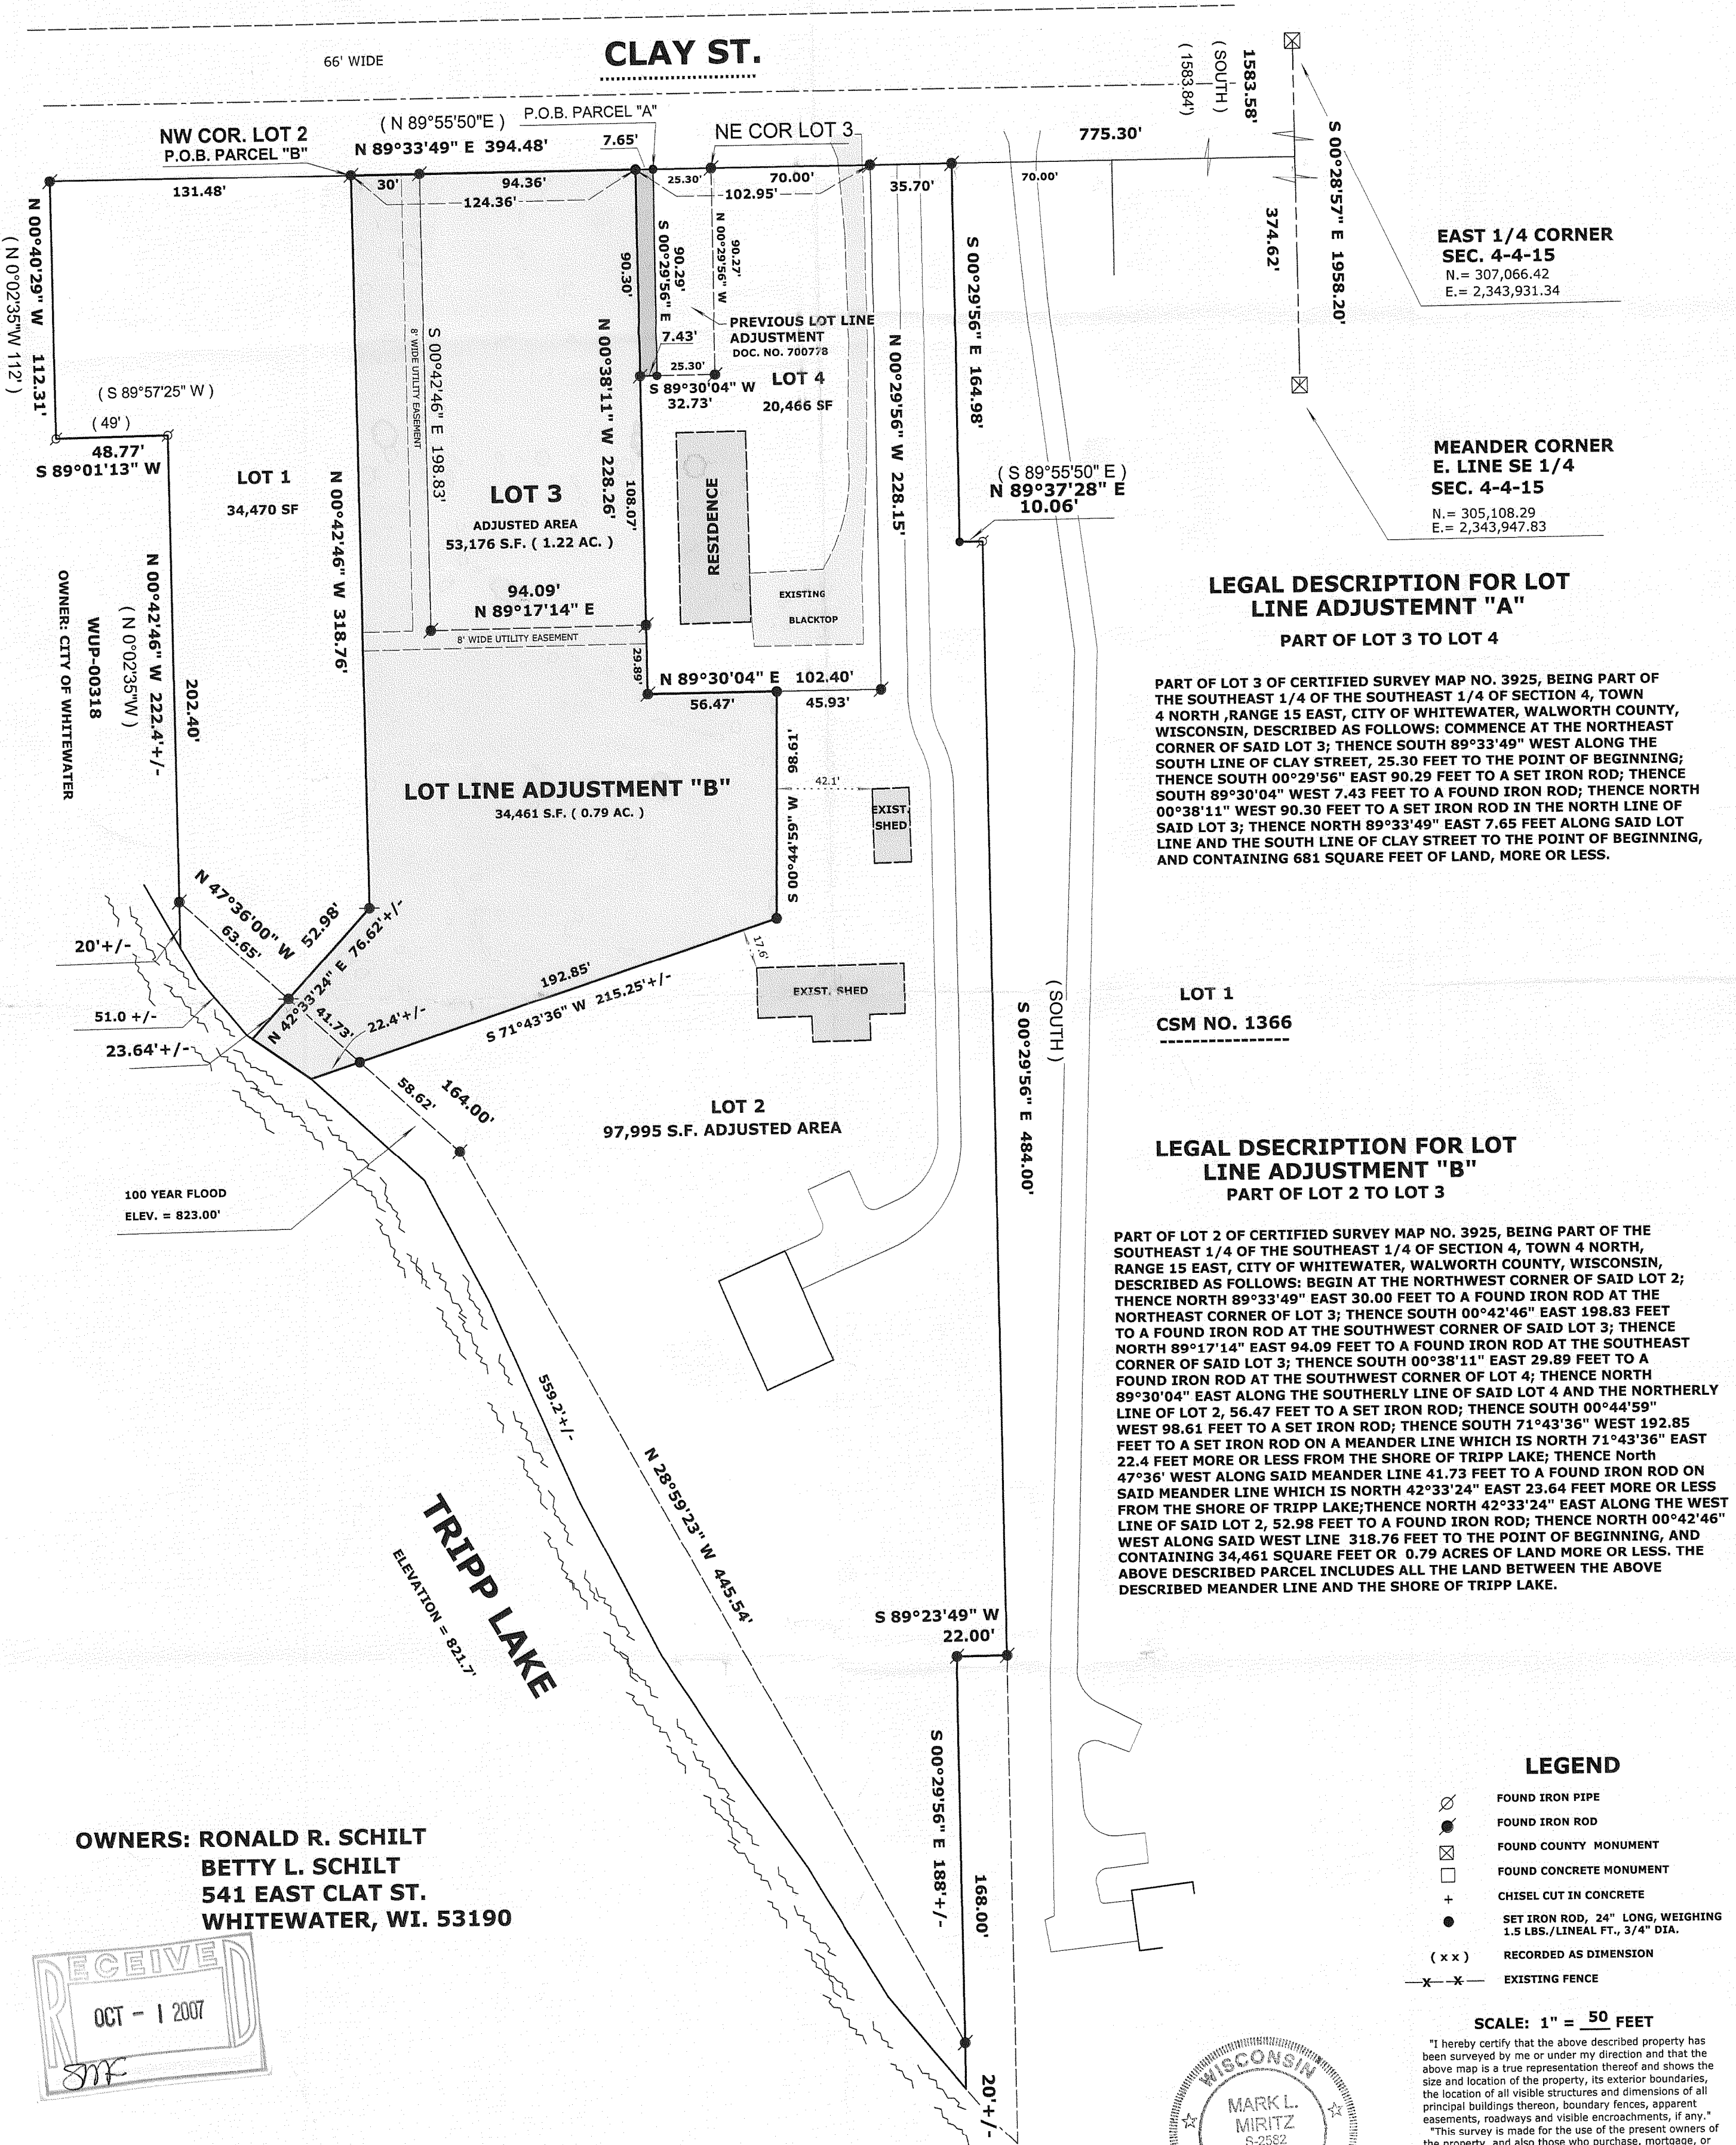 CLAY ST.
66' WIDE
( SOUTH )
(1583.84')
1583.58'
NW COR. LOT 2
P.O.B. PARCEL "B"
( N 89°55'50"E )
N 89°33'49" E 394.48'
P.O.B. PARCEL "A"
7.65'
NE COR LOT 3
775.30'
131.48'
30'
94.36'
124.36'
25.30'
70.00'
102.95'
35.70'
70.00'
N 00°40'29" W 112.31'
( N 0°02'35"W 112' )
S 00°28'57" E 1958.20'
374.62'
EAST 1/4 CORNER
SEC. 4-4-15
N.= 307,066.42
E.= 2,343,931.34
90.30'
S 00°29'56" E
90.29'
N 00°29'56" W
90.27'
PREVIOUS LOT LINE
ADJUSTMENT
DOC. NO. 700778
7.43'
25.30'
S 89°30'04" W
32.73'
LOT 4
20,466 SF
N 00°29'56" W 228.15'
S 00°29'56" E 164.98'
8' WIDE UTILITY EASEMENT
S 00°42'46" E 198.83'
N 00°38'11" W 228.26'
108.07'
( S 89°57'25" W )
( 49' )
48.77'
S 89°01'13" W
LOT 1
34,470 SF
N 00°42'46" W 318.76'
LOT 3
ADJUSTED AREA
53,176 S.F. ( 1.22 AC. )
RESIDENCE
MEANDER CORNER
E. LINE SE 1/4
SEC. 4-4-15
N.= 305,108.29
E.= 2,343,947.83
( S 89°55'50" E )
N 89°37'28" E
10.06'
OWNER: CITY OF WHITEWATER
WUP-00318
( N 0°02'35"W )
N 00°42'46" W 222.4'+/-
202.40'
94.09'
N 89°17'14" E
8' WIDE UTILITY EASEMENT
EXISTING
BLACKTOP
29.89'
N 89°30'04" E 102.40'
56.47'
45.93'
LEGAL DESCRIPTION FOR LOT
LINE ADJUSTEMNT "A"
PART OF LOT 3 TO LOT 4
PART OF LOT 3 OF CERTIFIED SURVEY MAP NO. 3925, BEING PART OF
THE SOUTHEAST 1/4 OF THE SOUTHEAST 1/4 OF SECTION 4, TOWN
4 NORTH ,RANGE 15 EAST, CITY OF WHITEWATER, WALWORTH COUNTY,
WISCONSIN, DESCRIBED AS FOLLOWS: COMMENCE AT THE NORTHEAST
CORNER OF SAID LOT 3; THENCE SOUTH 89°33'49" WEST ALONG THE
SOUTH LINE OF CLAY STREET, 25.30 FEET TO THE POINT OF BEGINNING;
THENCE SOUTH 00°29'56" EAST 90.29 FEET TO A SET IRON ROD; THENCE
SOUTH 89°30'04" WEST 7.43 FEET TO A FOUND IRON ROD; THENCE NORTH
00°38'11" WEST 90.30 FEET TO A SET IRON ROD IN THE NORTH LINE OF
SAID LOT 3; THENCE NORTH 89°33'49" EAST 7.65 FEET ALONG SAID LOT
LINE AND THE SOUTH LINE OF CLAY STREET TO THE POINT OF BEGINNING,
AND CONTAINING 681 SQUARE FEET OF LAND, MORE OR LESS.
LOT LINE ADJUSTMENT "B"
34,461 S.F. ( 0.79 AC. )
S 00°44'59" W 98.61'
42.1'
EXIST.
SHED
N 47°36'00" W
63.65'
52.98'
N 42°33'24" E 76.62'+/-
20'+/-
51.0 +/-
23.64'+/-
41.73'
22.4'+/-
192.85'
S 71°43'36" W 215.25'+/-
17.6'
EXIST. SHED
58.62'
164.00'
LOT 2
97,995 S.F. ADJUSTED AREA
100 YEAR FLOOD
ELEV. = 823.00'
S 00°29'56" E 484.00'
( SOUTH )
LOT 1
CSM NO. 1366
LEGAL DSECRIPTION FOR LOT
LINE ADJUSTMENT "B"
PART OF LOT 2 TO LOT 3
PART OF LOT 2 OF CERTIFIED SURVEY MAP NO. 3925, BEING PART OF THE
SOUTHEAST 1/4 OF THE SOUTHEAST 1/4 OF SECTION 4, TOWN 4 NORTH,
RANGE 15 EAST, CITY OF WHITEWATER, WALWORTH COUNTY, WISCONSIN,
DESCRIBED AS FOLLOWS: BEGIN AT THE NORTHWEST CORNER OF SAID LOT 2;
THENCE NORTH 89°33'49" EAST 30.00 FEET TO A FOUND IRON ROD AT THE
NORTHEAST CORNER OF LOT 3; THENCE SOUTH 00°42'46" EAST 198.83 FEET
TO A FOUND IRON ROD AT THE SOUTHWEST CORNER OF SAID LOT 3; THENCE
NORTH 89°17'14" EAST 94.09 FEET TO A FOUND IRON ROD AT THE SOUTHEAST
CORNER OF SAID LOT 3; THENCE SOUTH 00°38'11" EAST 29.89 FEET TO A
FOUND IRON ROD AT THE SOUTHWEST CORNER OF LOT 4; THENCE NORTH
89°30'04" EAST ALONG THE SOUTHERLY LINE OF SAID LOT 4 AND THE NORTHERLY
LINE OF LOT 2, 56.47 FEET TO A SET IRON ROD; THENCE SOUTH 00°44'59"
WEST 98.61 FEET TO A SET IRON ROD; THENCE SOUTH 71°43'36" WEST 192.85
FEET TO A SET IRON ROD ON A MEANDER LINE WHICH IS NORTH 71°43'36" EAST
22.4 FEET MORE OR LESS FROM THE SHORE OF TRIPP LAKE; THENCE North
47°36' WEST ALONG SAID MEANDER LINE 41.73 FEET TO A FOUND IRON ROD ON
SAID MEANDER LINE WHICH IS NORTH 42°33'24" EAST 23.64 FEET MORE OR LESS
FROM THE SHORE OF TRIPP LAKE;THENCE NORTH 42°33'24" EAST ALONG THE WEST
LINE OF SAID LOT 2, 52.98 FEET TO A FOUND IRON ROD; THENCE NORTH 00°42'46"
WEST ALONG SAID WEST LINE 318.76 FEET TO THE POINT OF BEGINNING, AND
CONTAINING 34,461 SQUARE FEET OR 0.79 ACRES OF LAND MORE OR LESS. THE
ABOVE DESCRIBED PARCEL INCLUDES ALL THE LAND BETWEEN THE ABOVE
DESCRIBED MEANDER LINE AND THE SHORE OF TRIPP LAKE.
559.2'+/-
N 28°59'23" W 445.54'
TRIPP LAKE
ELEVATION = 821.7'
S 89°23'49" W
22.00'
S 00°29'56" E 188'+/-
168.00'
20'+/-
OWNERS: RONALD R. SCHILT
BETTY L. SCHILT
541 EAST CLAT ST.
WHITEWATER, WI. 53190
RECEIVED
OCT - 1 2007
LEGEND
FOUND IRON PIPE
FOUND IRON ROD
FOUND COUNTY MONUMENT
FOUND CONCRETE MONUMENT
+ CHISEL CUT IN CONCRETE
SET IRON ROD, 24" LONG, WEIGHING
1.5 LBS./LINEAL FT., 3/4" DIA.
( x x ) RECORDED AS DIMENSION
x x EXISTING FENCE
SCALE: 1" = 50 FEET
"I hereby certify that the above described property has
been surveyed by me or under my direction and that the
above map is a true representation thereof and shows the
size and location of the property, its exterior boundaries,
the location of all visible structures and dimensions of all
principal buildings thereon, boundary fences, apparent
easements, roadways and visible encroachments, if any."
"This survey is made for the use of the present owners of
the property, and also those who purchase, mortgage, or
WISCONSIN
MARK L.
MIRITZ
S-2582